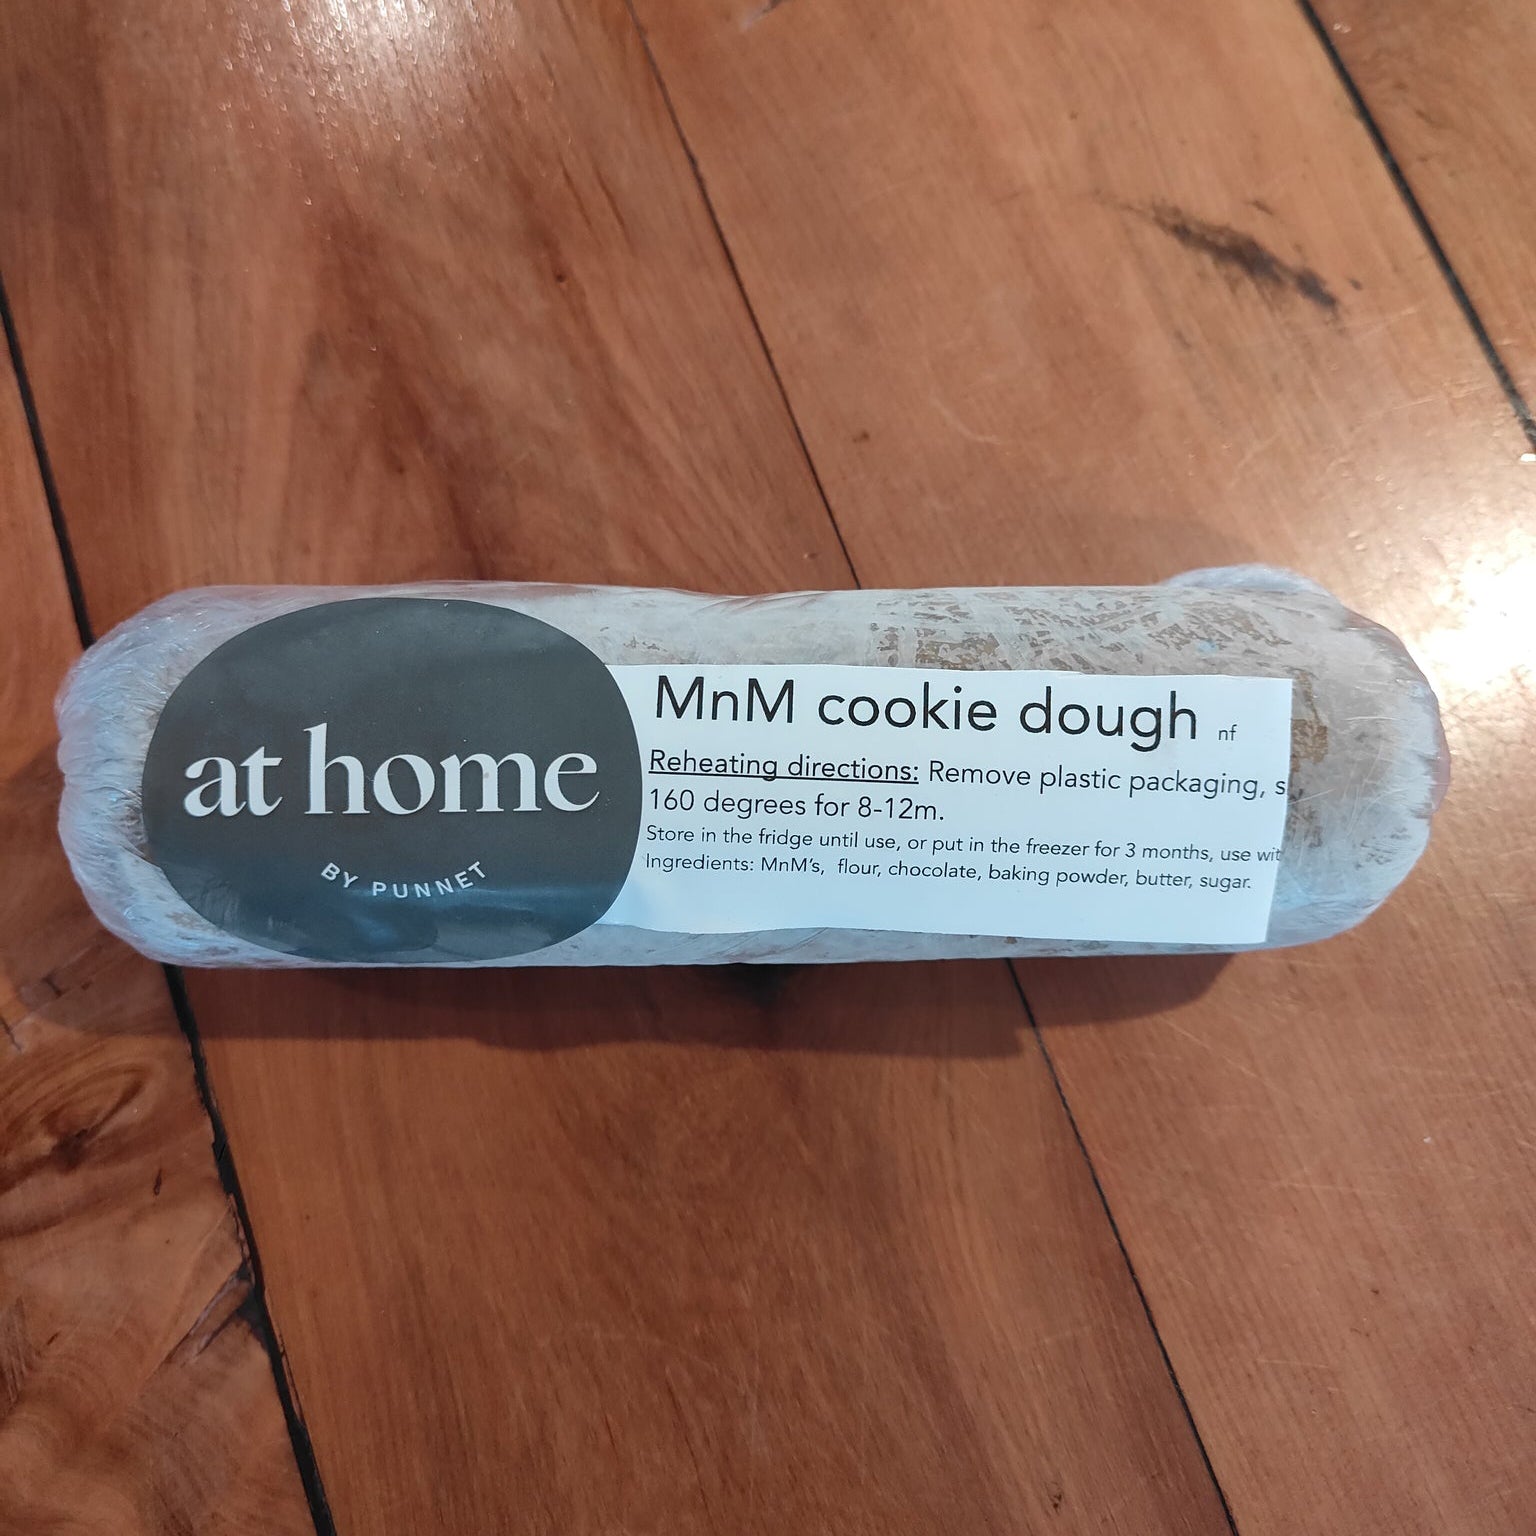 at home
BY PUNNET
MnM cookie dough nf
Reheating directions: Remove plastic packaging, s
160 degrees for 8-12m.
Store in the fridge until use, or put in the freezer for 3 months, use wit
Ingredients: MnM's, flour, chocolate, baking powder, butter, sugar.